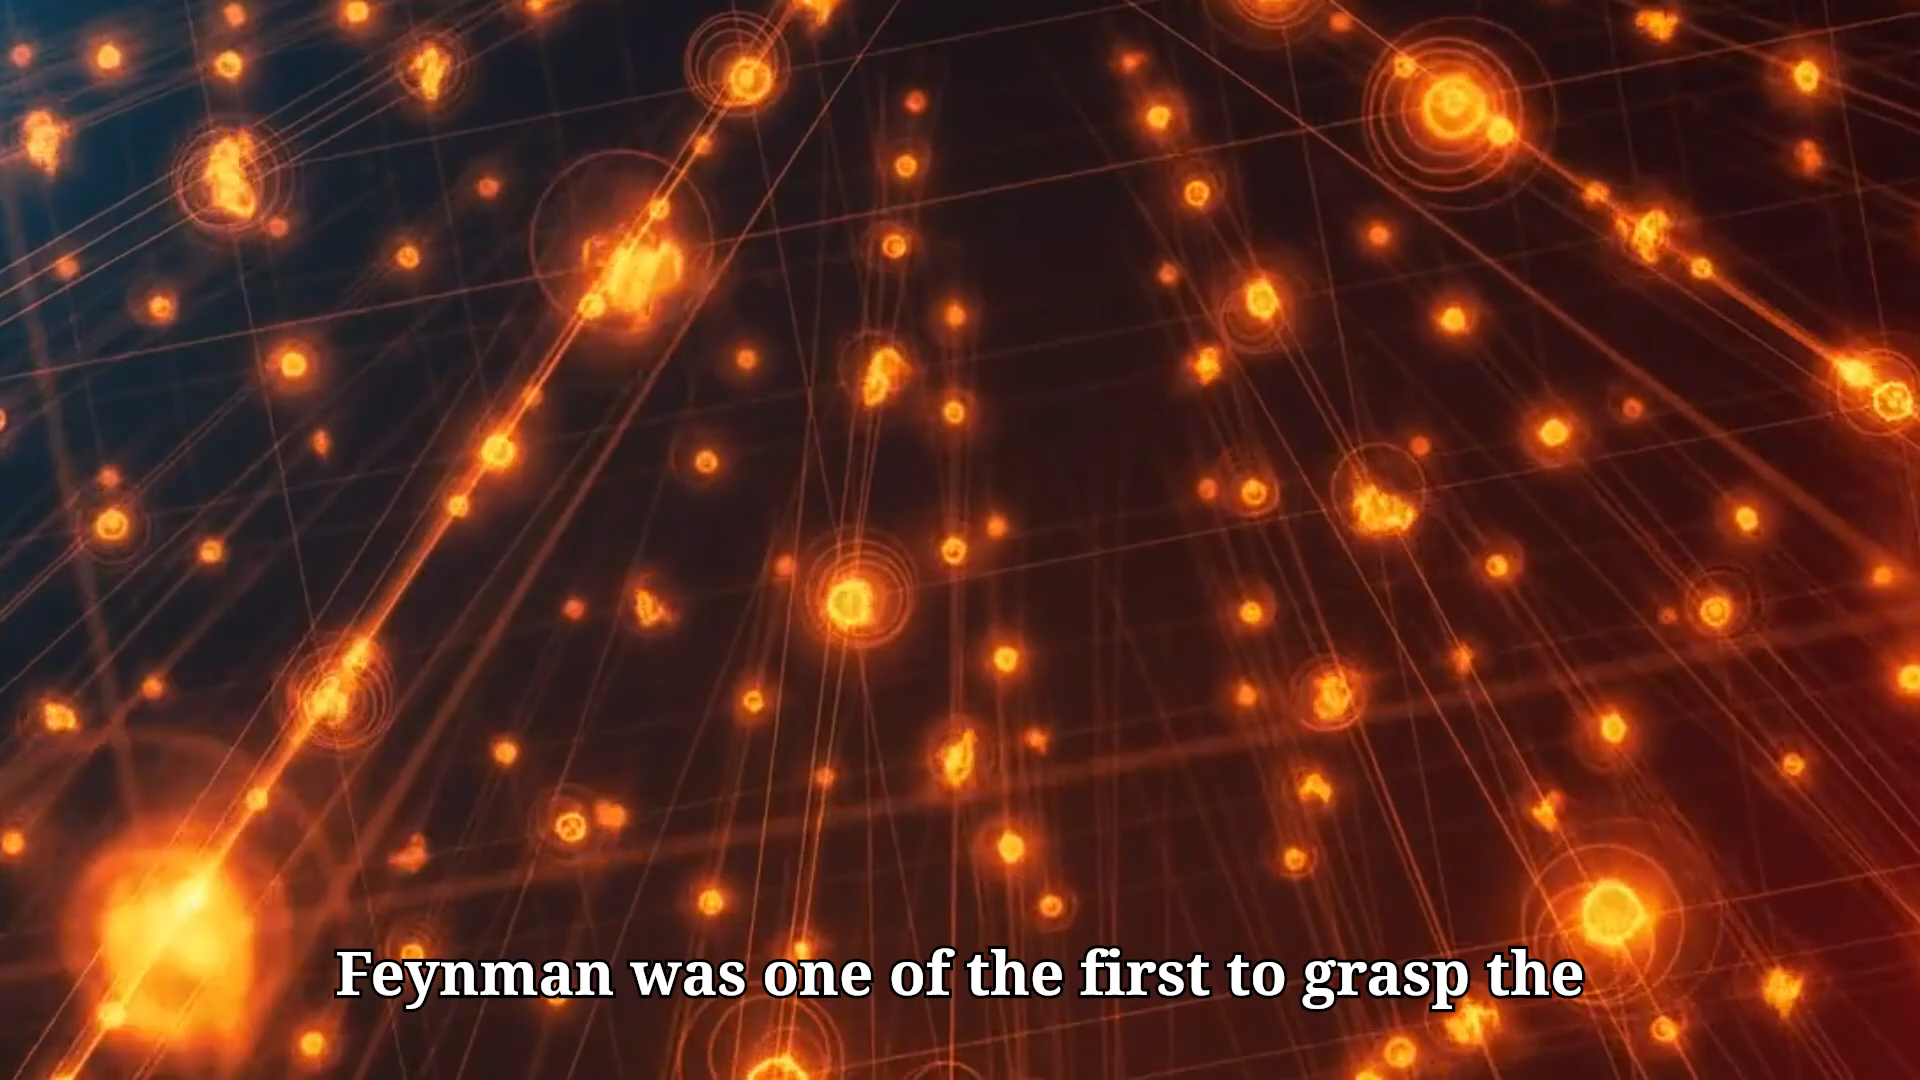 Feynman was one of the first to grasp the